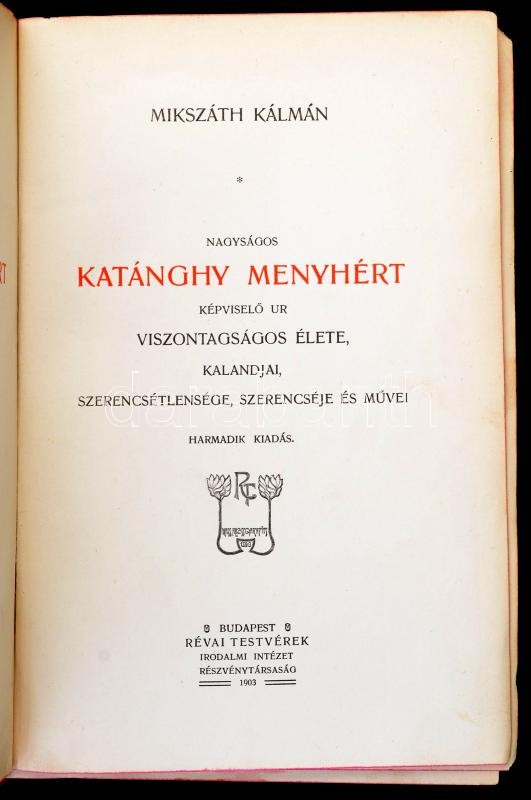 MIKSZÁTH KÁLMÁN
*
NAGYSÁGOS
KATÁNGHY MENYHÉRT
KÉPVISELŐ UR
VISZONTAGSÁGOS ÉLETE,
KALANDJAI,
SZERENCSÉTLENSÉGE, SZERENCSÉJE ÉS MŰVEI
HARMADIK KIADÁS.
BUDAPEST
RÉVAI TESTVÉREK
IRODALMI INTÉZET
RÉSZVÉNYTÁRSASÁG
1903
darabanth